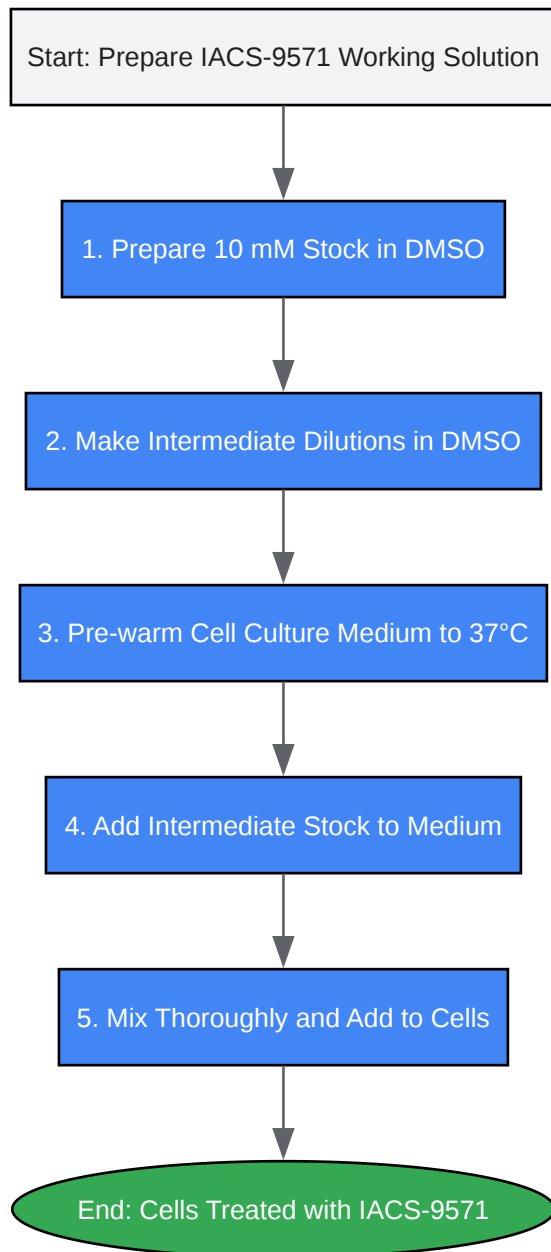 Start: Prepare IACS-9571 Working Solution
1. Prepare 10 mM Stock in DMSO
2. Make Intermediate Dilutions in DMSO
3. Pre-warm Cell Culture Medium to 37°C
4. Add Intermediate Stock to Medium
5. Mix Thoroughly and Add to Cells
End: Cells Treated with IACS-9571